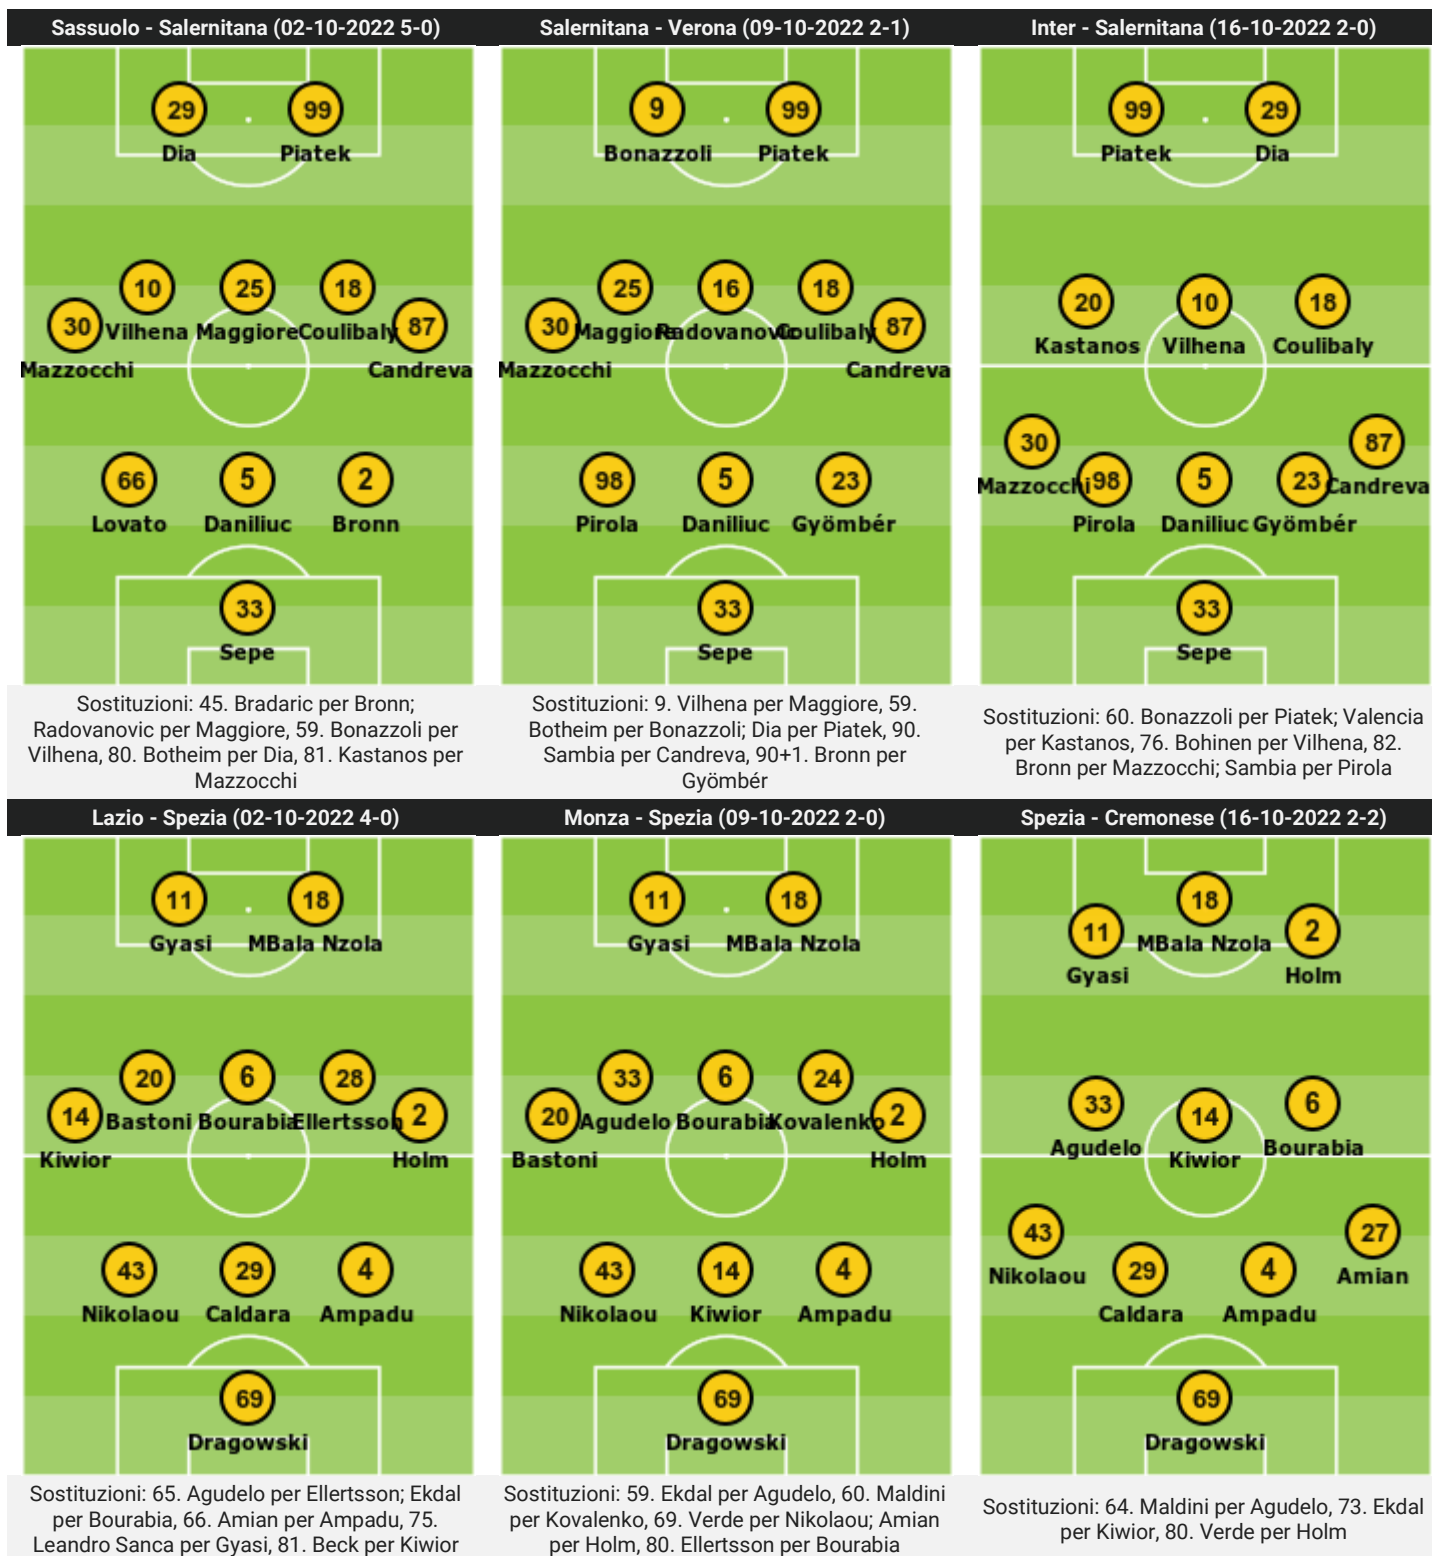 Sassuolo - Salernitana (02-10-2022 5-0)
29 99
Dia Piatek
10 25 18
30 Vilhena Maggiore Coulibaly 87
Mazzocchi Candreva
66 5 2
Lovato Daniliuc Bronn
33
Sepe
Sostituzioni: 45. Bradaric per Bronn;
Radovanovic per Maggiore, 59. Bonazzoli per
Vilhena, 80. Botheim per Dia, 81. Kastanos per
Mazzocchi
Salernitana - Verona (09-10-2022 2-1)
9 99
Bonazzoli Piatek
25 16 18
30 Maggiore Radovanovic Coulibaly 87
Mazzocchi Candreva
98 5 23
Pirola Daniliuc Gyömbér
33
Sepe
Sostituzioni: 9. Vilhena per Maggiore, 59.
Botheim per Bonazzoli; Dia per Piatek, 90.
Sambia per Candreva, 90+1. Bronn per
Gyömbér
Inter - Salernitana (16-10-2022 2-0)
99 29
Piatek Dia
20 10 18
Kastanos Vilhena Coulibaly
30 87
Mazzocchi 98 5 23 Candreva
Pirola Daniliuc Gyömbér
33
Sepe
Sostituzioni: 60. Bonazzoli per Piatek; Valencia
per Kastanos, 76. Bohinen per Vilhena, 82.
Bronn per Mazzocchi; Sambia per Pirola
Lazio - Spezia (02-10-2022 4-0)
11 18
Gyasi MBala Nzola
20 6 28
14 Bastoni Bourabia Ellertsson 2
Kiwior Holm
43 29 4
Nikolaou Caldara Ampadu
69
Dragowski
Sostituzioni: 65. Agudelo per Ellertsson; Ekdal
per Bourabia, 66. Amian per Ampadu, 75.
Leandro Sanca per Gyasi, 81. Beck per Kiwior
Monza - Spezia (09-10-2022 2-0)
11 18
Gyasi MBala Nzola
33 6 24
20 Agudelo Bourabia Kovalenko 2
Bastoni Holm
43 14 4
Nikolaou Kiwior Ampadu
69
Dragowski
Sostituzioni: 59. Ekdal per Agudelo, 60. Maldini
per Kovalenko, 69. Verde per Nikolaou; Amian
per Holm, 80. Ellertsson per Bourabia
Spezia - Cremonese (16-10-2022 2-2)
18
11 MBala Nzola 2
Gyasi Holm
33 14 6
Agudelo Kiwior Bourabia
43 27
Nikolaou 29 4 Amian
Caldara Ampadu
69
Dragowski
Sostituzioni: 64. Maldini per Agudelo, 73. Ekdal
per Kiwior, 80. Verde per Holm